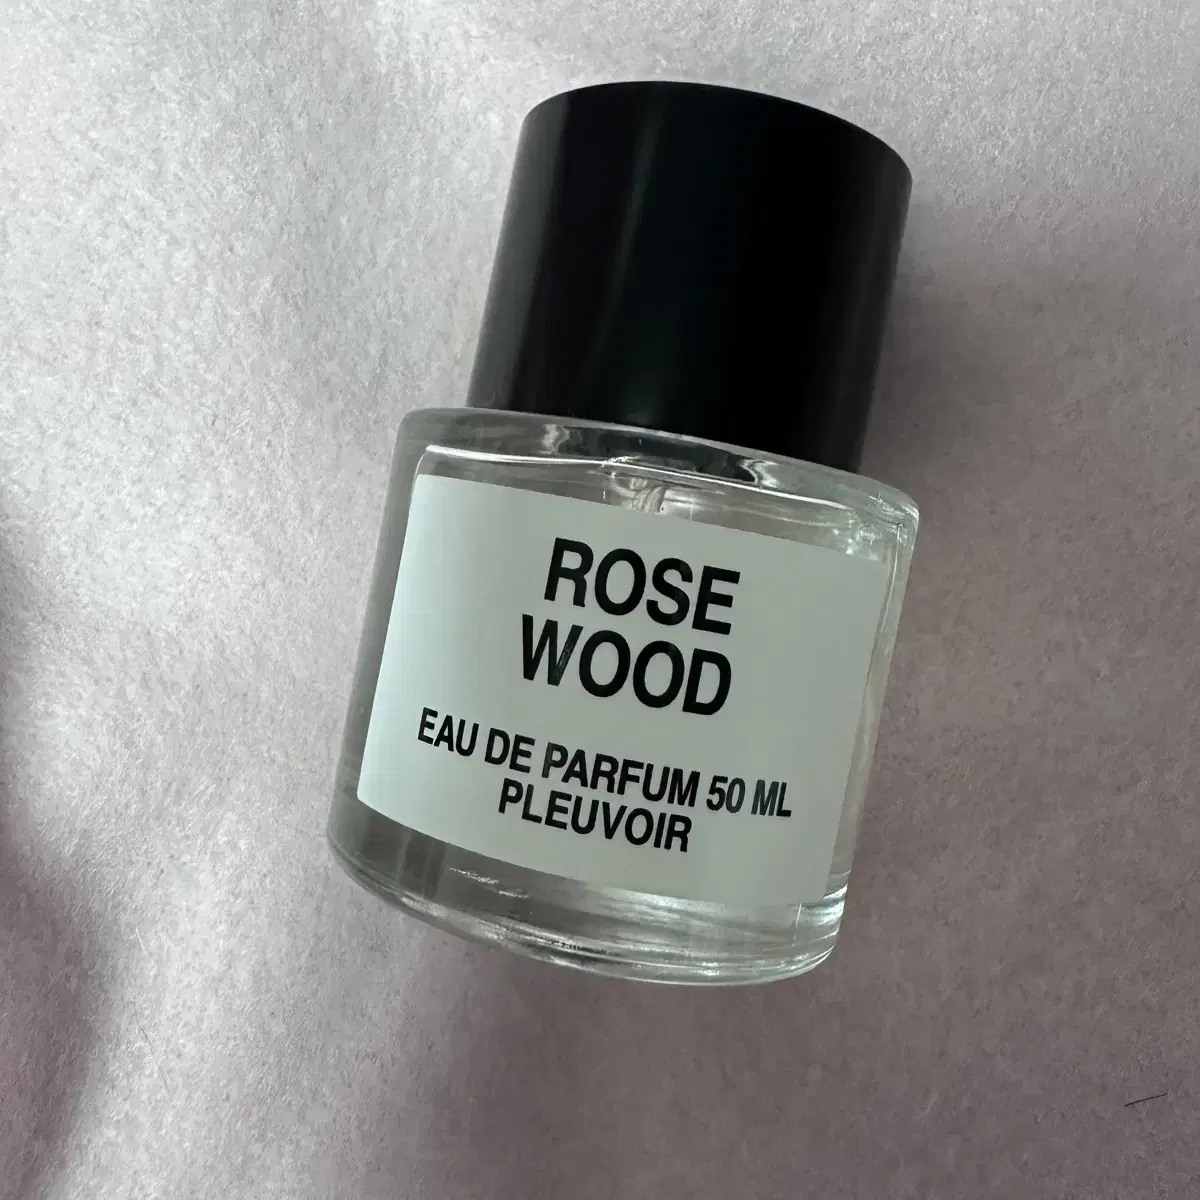 ROSE
WOOD
EAU DE PARFUM 50 ML
PLEUVOIR